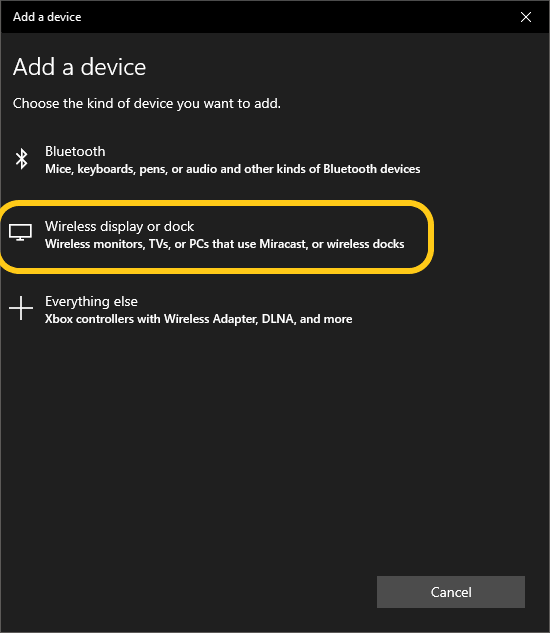 Add a device
Add a device
Choose the kind of device you want to add.
Bluetooth
Mice, keyboards, pens, or audio and other kinds of Bluetooth devices
Wireless display or dock
Wireless monitors, TVs, or PCs that use Miracast, or wireless docks
Everything else
Xbox controllers with Wireless Adapter, DLNA, and more
Cancel